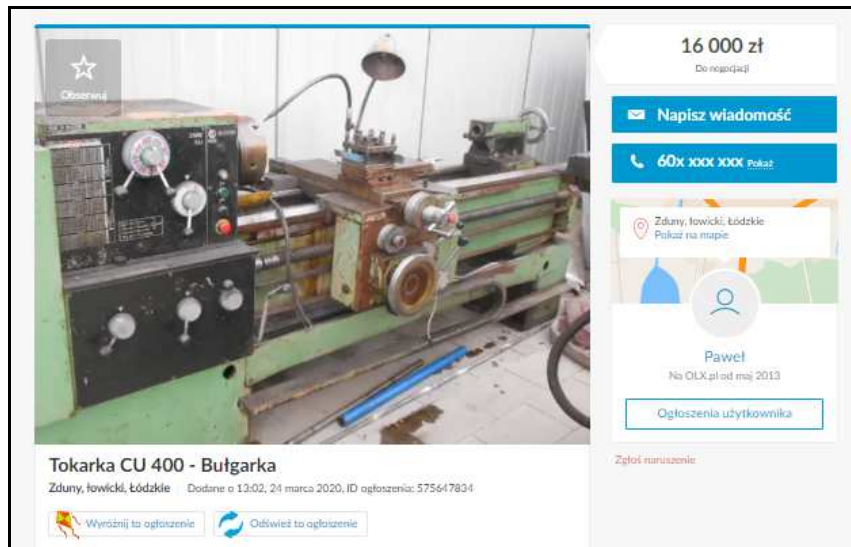 Obserwuj
16 000 zł
Do negocjacji
Napisz wiadomość
60x xxx xxx Pokaż
Zduny, łowicki, Łódzkie
Pokaż na mapie
Paweł
Na OLX.pl od maj 2013
Ogłoszenia użytkownika
Zgłoś naruszenie
Tokarka CU 400 - Bułgarka
Zduny, łowicki, Łódzkie Dodane o 13:02, 24 marca 2020, ID ogłoszenia: 575647834
Wyróżnij to ogłoszenie Odśwież to ogłoszenie